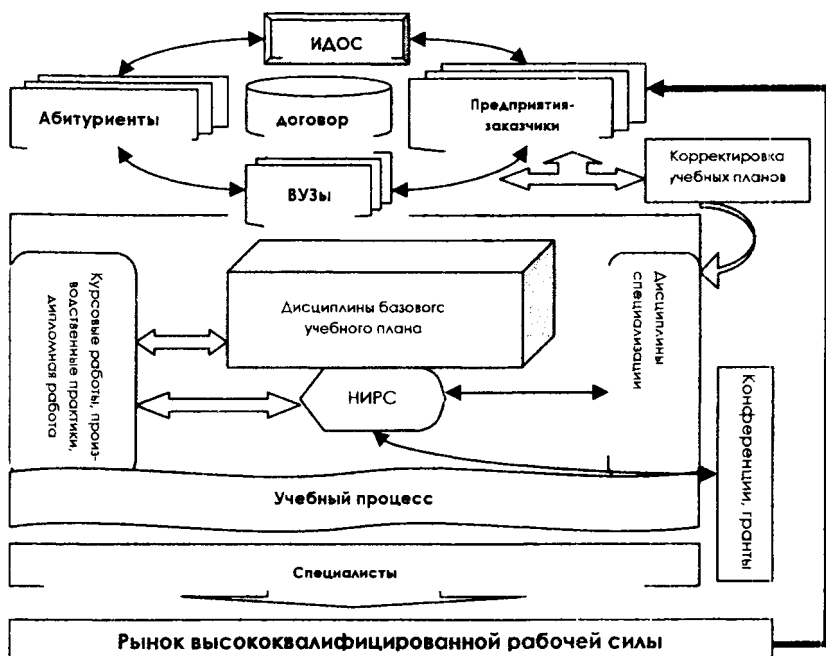 ИДОС
Абитуриенты
договор
Предприятия-
заказчики
ВУЗы
Корректировка
учебных планов
Курсовые работы, произ-
водственные практики,
дипломная работа
Дисциплины базового
учебного плана
Дисциплины
специализации
НИРС
Конференции, гранты
Учебный процесс
Специалисты
Рынок высококвалифицированной рабочей силы